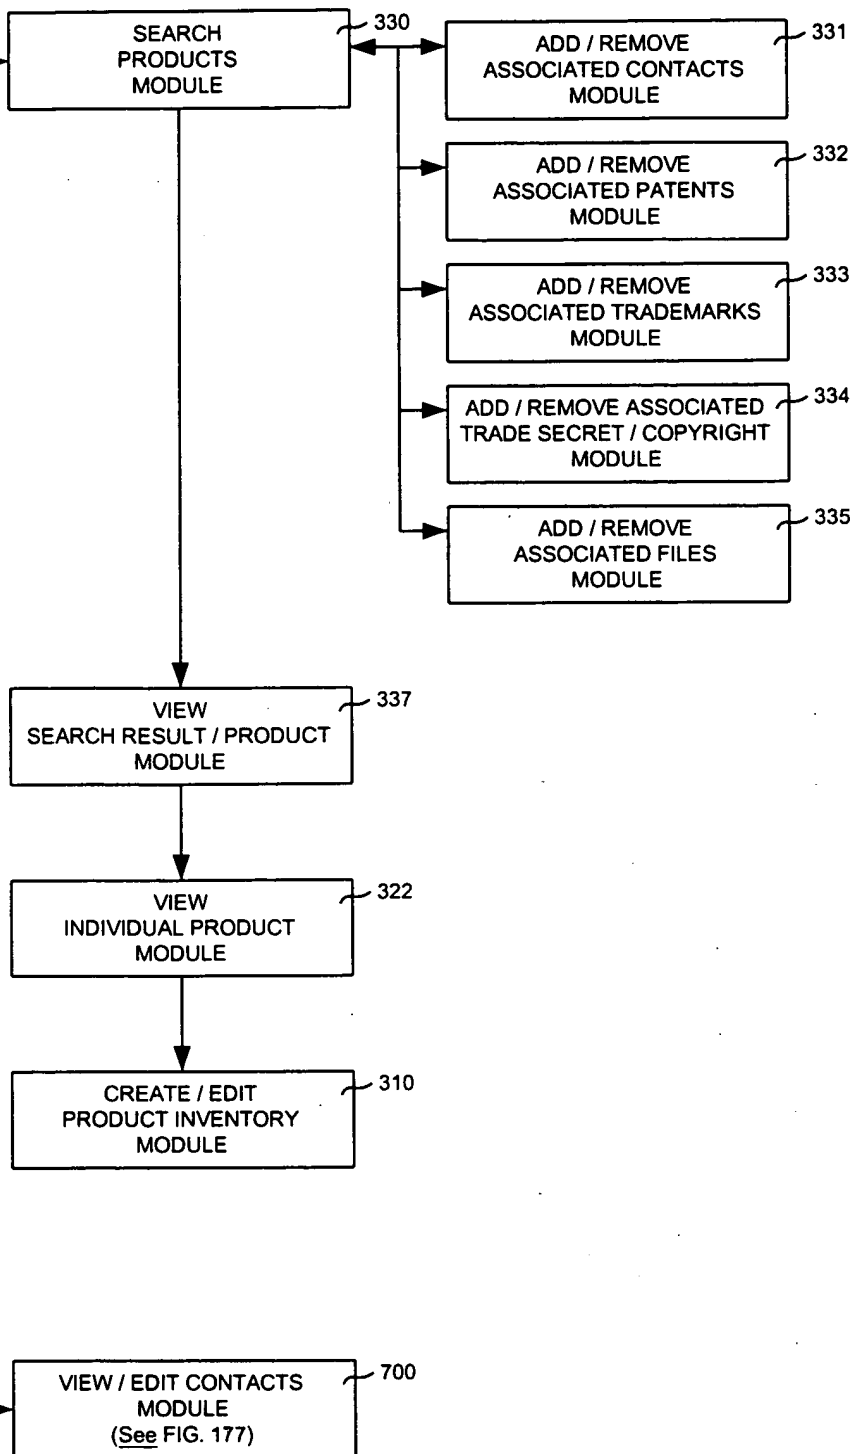 SEARCH
PRODUCTS
MODULE
330
ADD / REMOVE
ASSOCIATED CONTACTS
MODULE
331
ADD / REMOVE
ASSOCIATED PATENTS
MODULE
332
ADD / REMOVE
ASSOCIATED TRADEMARKS
MODULE
333
ADD / REMOVE ASSOCIATED
TRADE SECRET / COPYRIGHT
MODULE
334
ADD / REMOVE
ASSOCIATED FILES
MODULE
335
VIEW
SEARCH RESULT / PRODUCT
MODULE
337
VIEW
INDIVIDUAL PRODUCT
MODULE
322
CREATE / EDIT
PRODUCT INVENTORY
MODULE
310
VIEW / EDIT CONTACTS
MODULE
(See FIG. 177)
700